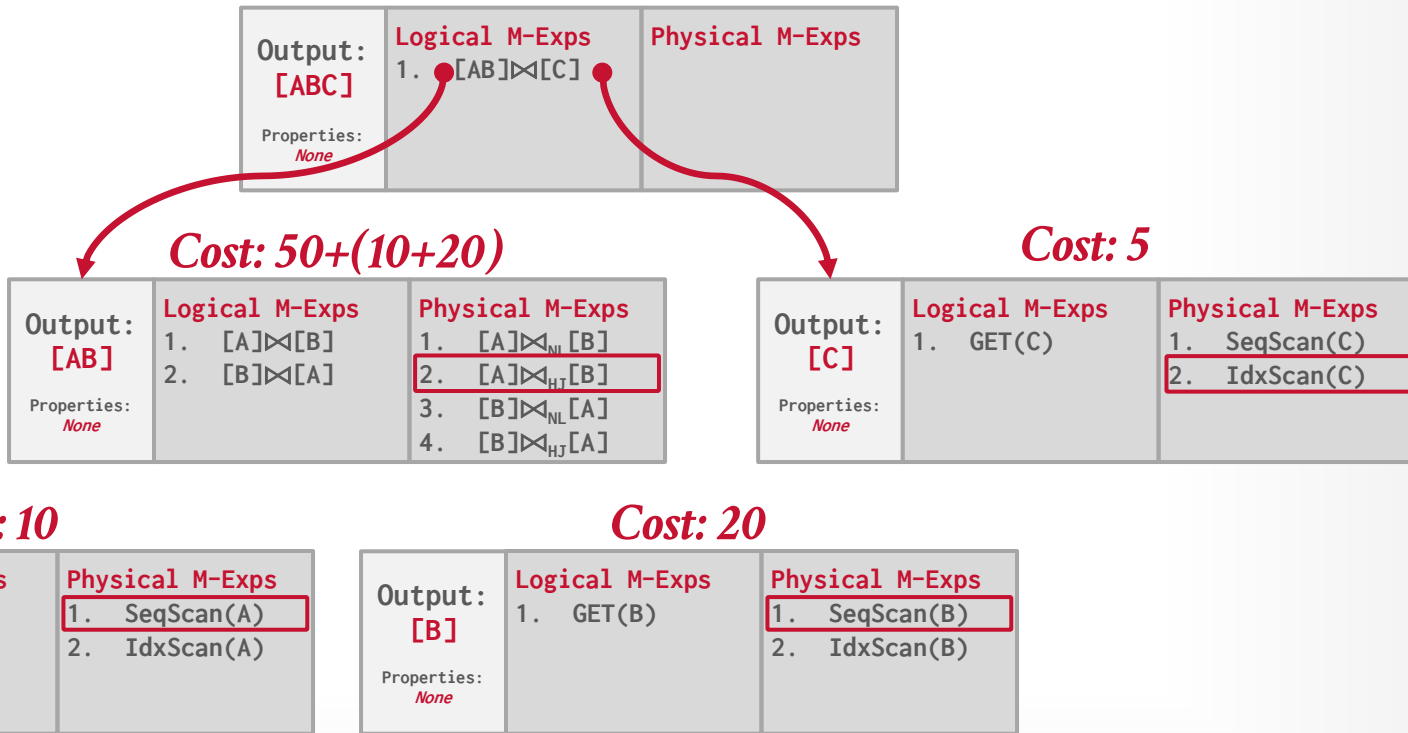 Output:
[ABC]
Properties:
None
Logical M-Exps
1. [AB]⨝[C]
Physical M-Exps
Cost: 50+(10+20)
Output:
[AB]
Properties:
None
Logical M-Exps
1. [A]⨝[B]
2. [B]⨝[A]
Physical M-Exps
1. [A]⨝NL[B]
2. [A]⨝HJ[B]
3. [B]⨝NL[A]
4. [B]⨝HJ[A]
Cost: 5
Output:
[C]
Properties:
None
Logical M-Exps
1. GET(C)
Physical M-Exps
1. SeqScan(C)
2. IdxScan(C)
: 10
s
Physical M-Exps
1. SeqScan(A)
2. IdxScan(A)
Cost: 20
Output:
[B]
Properties:
None
Logical M-Exps
1. GET(B)
Physical M-Exps
1. SeqScan(B)
2. IdxScan(B)